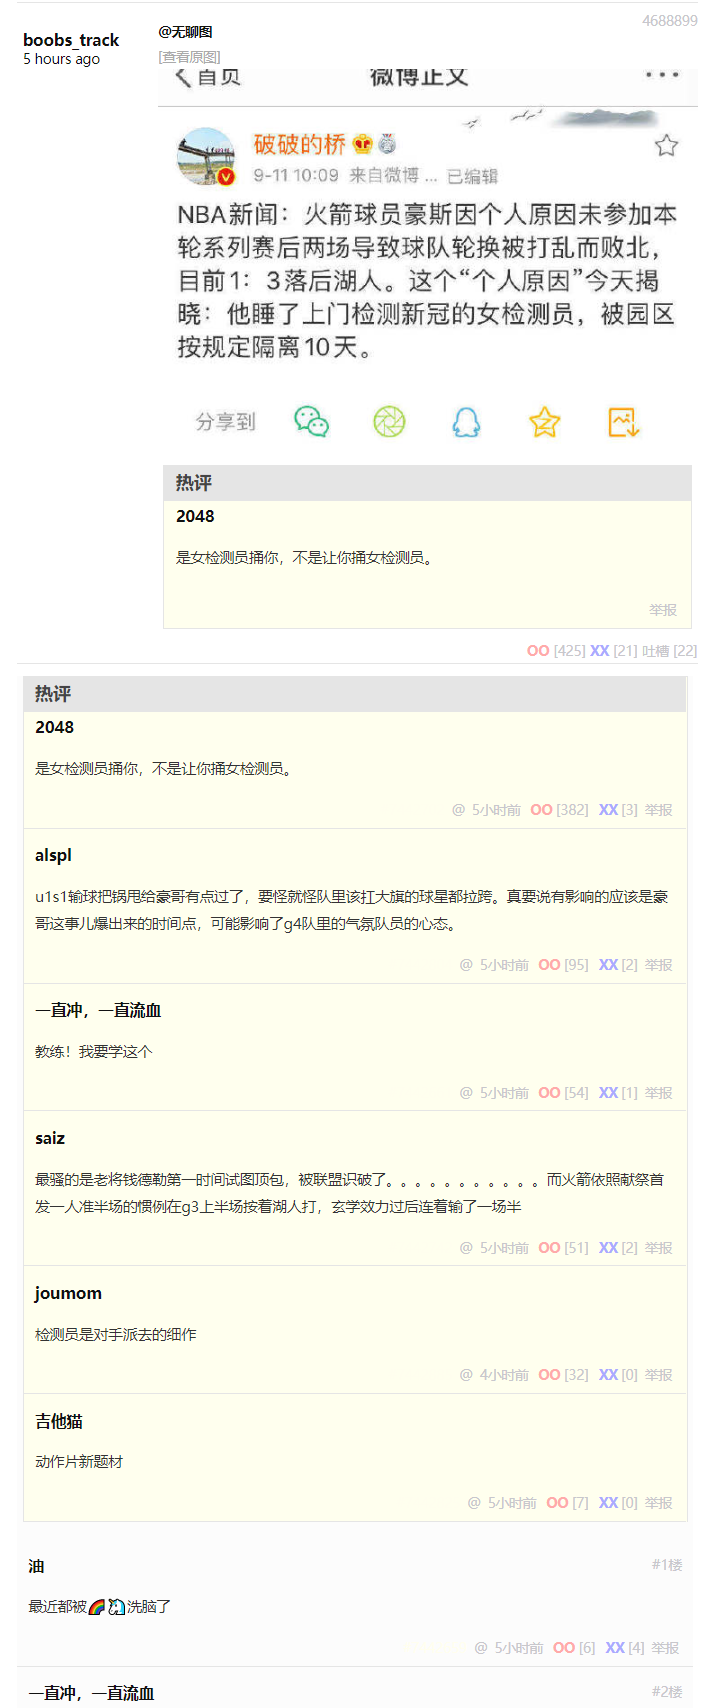 4688899
boobs_track
5 hours ago
@无聊图
[查看原图]
首页
微博正文
破破的桥
9-11 10:09 来自微博 ... 已编辑
NBA新闻：火箭球员豪斯因个人原因未参加本
轮系列赛后两场导致球队轮换被打乱而败北，
目前1：3落后湖人。这个“个人原因”今天揭
晓：他睡了上门检测新冠的女检测员，被园区
按规定隔离10天。
分享到
热评
2048
是女检测员捅你，不是让你捅女检测员。
举报
OO [425] XX [21] 吐槽 [22]
热评
2048
是女检测员捅你，不是让你捅女检测员。
@ 5小时前 OO [382] XX [3] 举报
alspl
u1s1输球把锅甩给豪哥有点过了，要怪就怪队里该扛大旗的球星都拉跨。真要说有影响的应该是豪
哥这事儿爆出来的时间点，可能影响了g4队里的气氛队员的心态。
@ 5小时前 OO [95] XX [2] 举报
一直冲，一直流血
教练！我要学这个
@ 5小时前 OO [54] XX [1] 举报
saiz
最骚的是老将钱德勒第一时间试图顶包，被联盟识破了。。。。。。。。。。。而火箭依照献祭首
发一人准半场的惯例在g3上半场按着湖人打，玄学效力过后连着输了一场半
@ 5小时前 OO [51] XX [2] 举报
joumom
检测员是对手派去的细作
@ 4小时前 OO [32] XX [0] 举报
吉他猫
动作片新题材
@ 5小时前 OO [7] XX [0] 举报
油
#1楼
最近都被🌈🦄洗脑了
@ 5小时前 OO [6] XX [4] 举报
一直冲，一直流血
#2楼